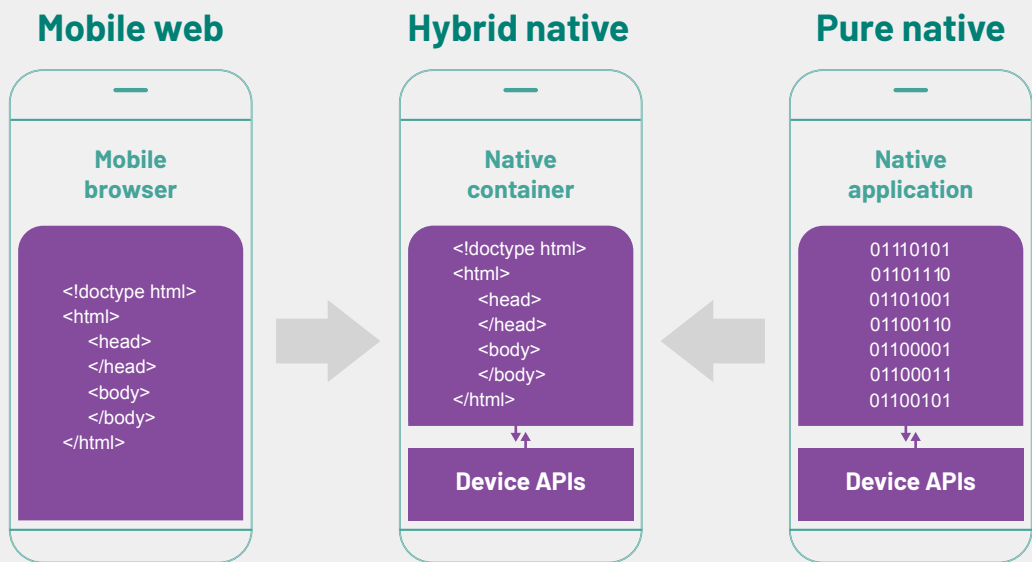 Mobile web
Hybrid native
Pure native
Mobile
browser
<!doctype html>
<html>
<head>
</head>
<body>
</body>
</html>
Native
container
<!doctype html>
<html>
<head>
</head>
<body>
</body>
</html>
Device APIs
Native
application
01110101
01101110
01101001
01100110
01100001
01100011
01100101
Device APIs